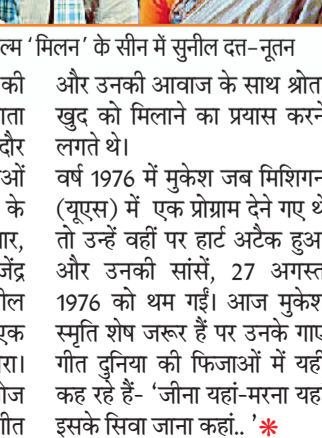 ल्म ‘मिलन’ के सीन में सुनील दत्त-नूतन
की
ता
दौर
ओं
के
ार,
जेंद्र
ील
एक
रा।
ोज
गीत
और उनकी आवाज के साथ श्रोता
खुद को मिलाने का प्रयास करने
लगते थे।
वर्ष 1976 में मुकेश जब मिशिगन
(यूएस) में एक प्रोग्राम देने गए थे
तो उन्हें वहीं पर हार्ट अटैक हुआ
और उनकी सांसें, 27 अगस्त
1976 को थम गईं। आज मुकेश
स्मृति शेष जरूर हैं पर उनके गाए
गीत दुनिया की फिजाओं में यही
कह रहे हैं- ‘जीना यहां-मरना यहां
इसके सिवा जाना कहां.. ’*